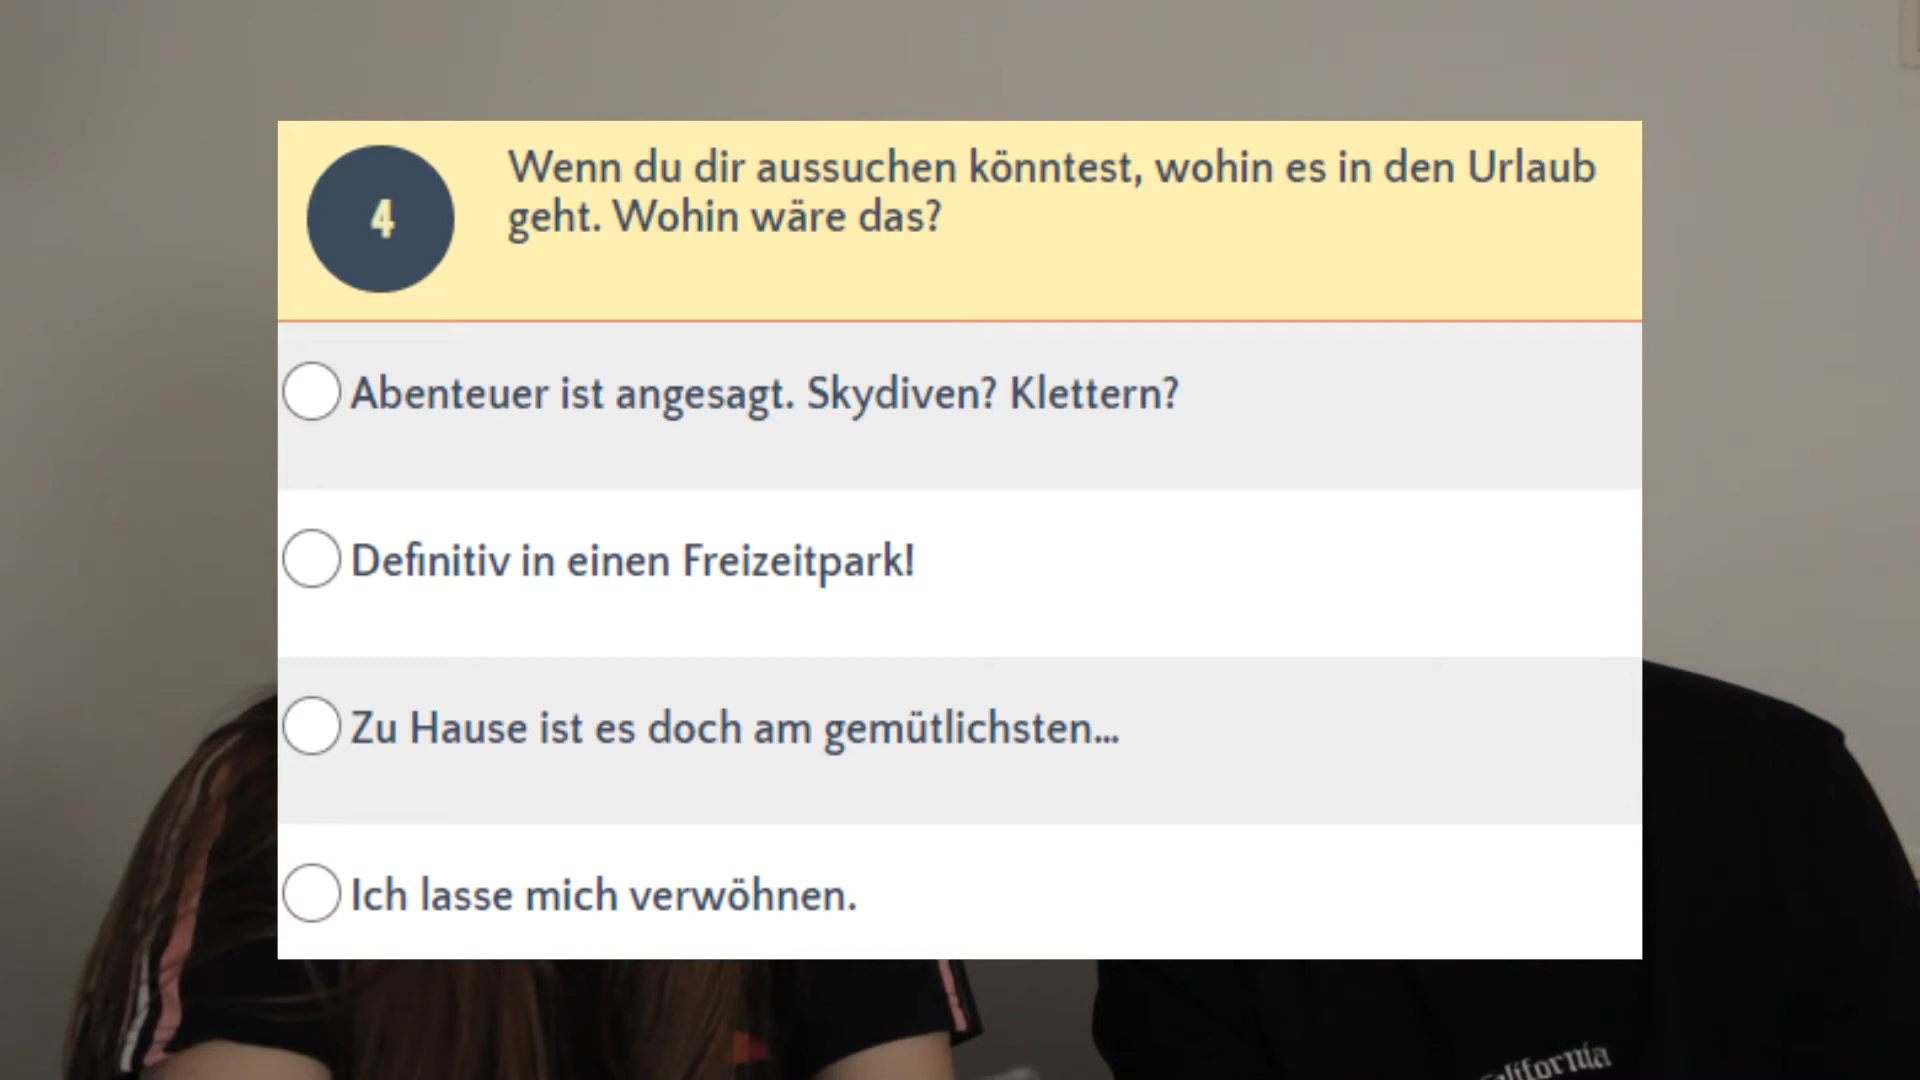 4
Wenn du dir aussuchen könntest, wohin es in den Urlaub
geht. Wohin wäre das?
Abenteuer ist angesagt. Skydiven? Klettern?
Definitiv in einen Freizeitpark!
Zu Hause ist es doch am gemütlichsten...
Ich lasse mich verwöhnen.